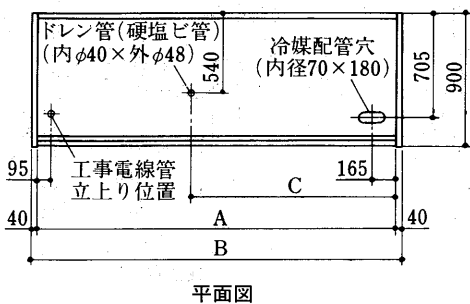 ドレン管(硬塩ビ管)
(内φ40×外φ48)
540
冷媒配管穴
(内径70×180)
705
900
95
工事電線管
立上り位置
165
C
40
A
40
B
平面図